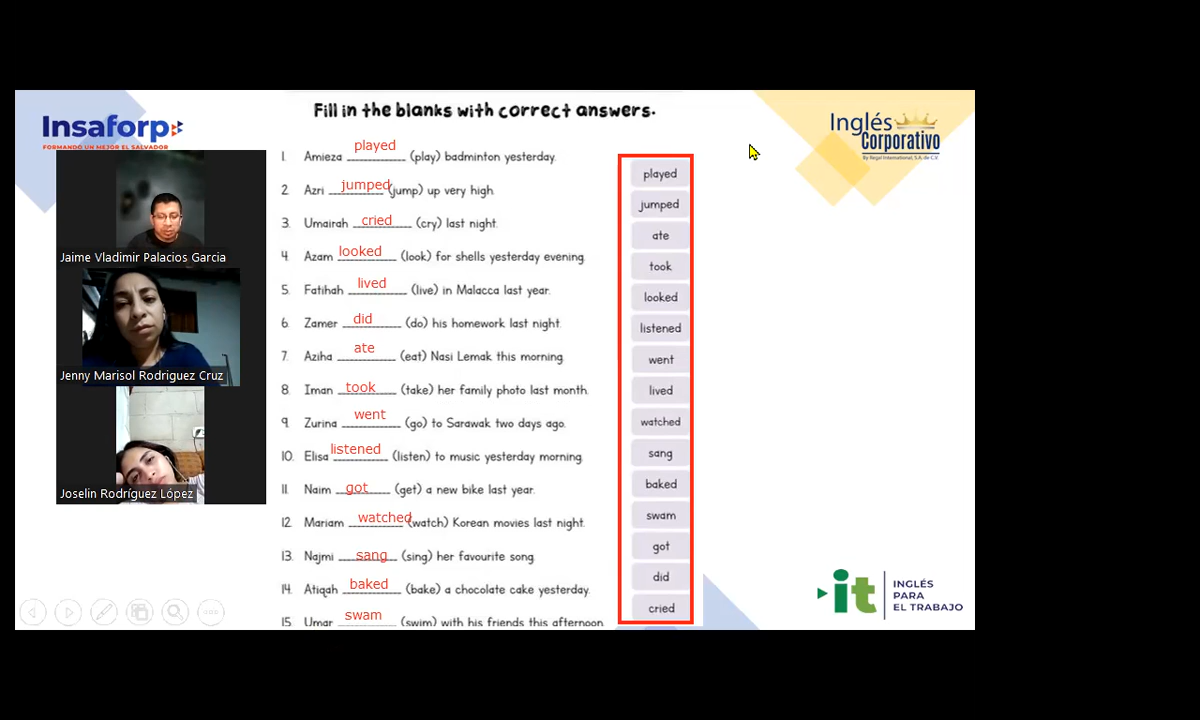 Fill in the blanks with correct answers.
Insaforp
FORMANDO UN MEJOR EL SALVADOR
Inglés
Corporativo
By Regal International, S.A. de C.V.
Jaime Vladimir Palacios Garcia
Jenny Marisol Rodriguez Cruz
Joselin Rodríguez López
1. Amieza played (play) badminton yesterday.
2. Azri jumped (jump) up very high.
3. Umairah cried (cry) last night.
4. Azam looked (look) for shells yesterday evening.
5. Fatihah lived (live) in Malacca last year.
6. Zamer did (do) his homework last night.
7. Aziha ate (eat) Nasi Lemak this morning.
8. Iman took (take) her family photo last month.
9. Zurina went (go) to Sarawak two days ago.
10. Elisa listened (listen) to music yesterday morning.
11. Naim got (get) a new bike last year.
12. Mariam watched (watch) Korean movies last night.
13. Najmi sang (sing) her favourite song.
14. Atiqah baked (bake) a chocolate cake yesterday.
15. Umar swam (swim) with his friends this afternoon.
played
jumped
ate
took
looked
listened
went
lived
watched
sang
baked
swam
got
did
cried
it
INGLÉS
PARA
EL TRABAJO